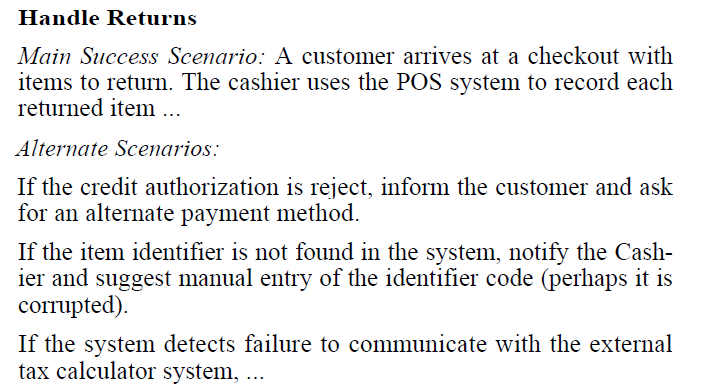 Handle Returns
Main Success Scenario: A customer arrives at a checkout with
items to return. The cashier uses the POS system to record each
returned item ...
Alternate Scenarios:
If the credit authorization is reject, inform the customer and ask
for an alternate payment method.
If the item identifier is not found in the system, notify the Cash-
ier and suggest manual entry of the identifier code (perhaps it is
corrupted).
If the system detects failure to communicate with the external
tax calculator system, ...